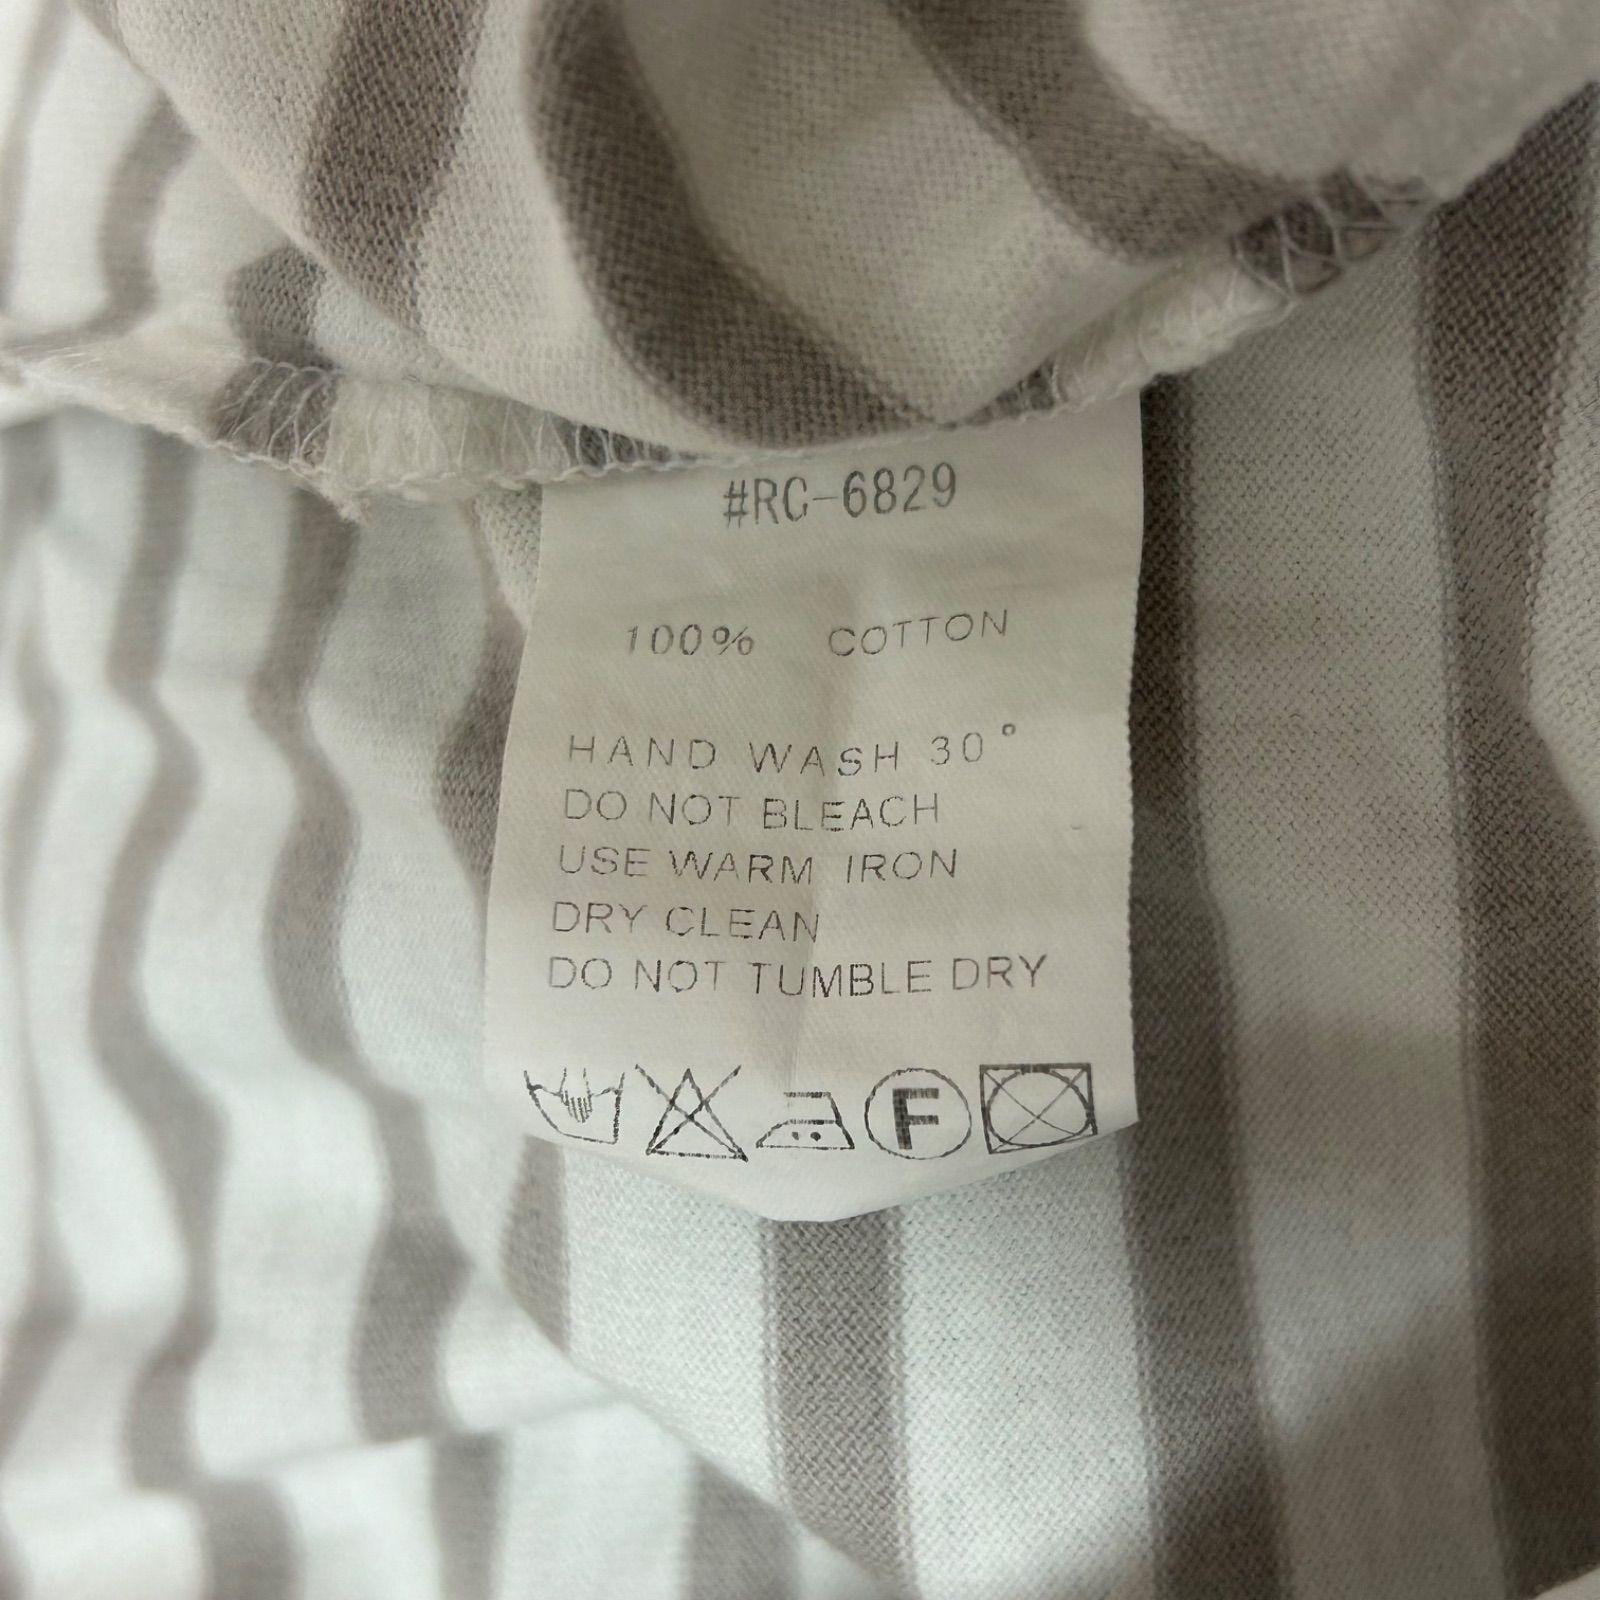 #RC-6829
100% COTTON
HAND WASH 30°
DO NOT BLEACH
USE WARM IRON
DRY CLEAN
DO NOT TUMBLE DRY
F